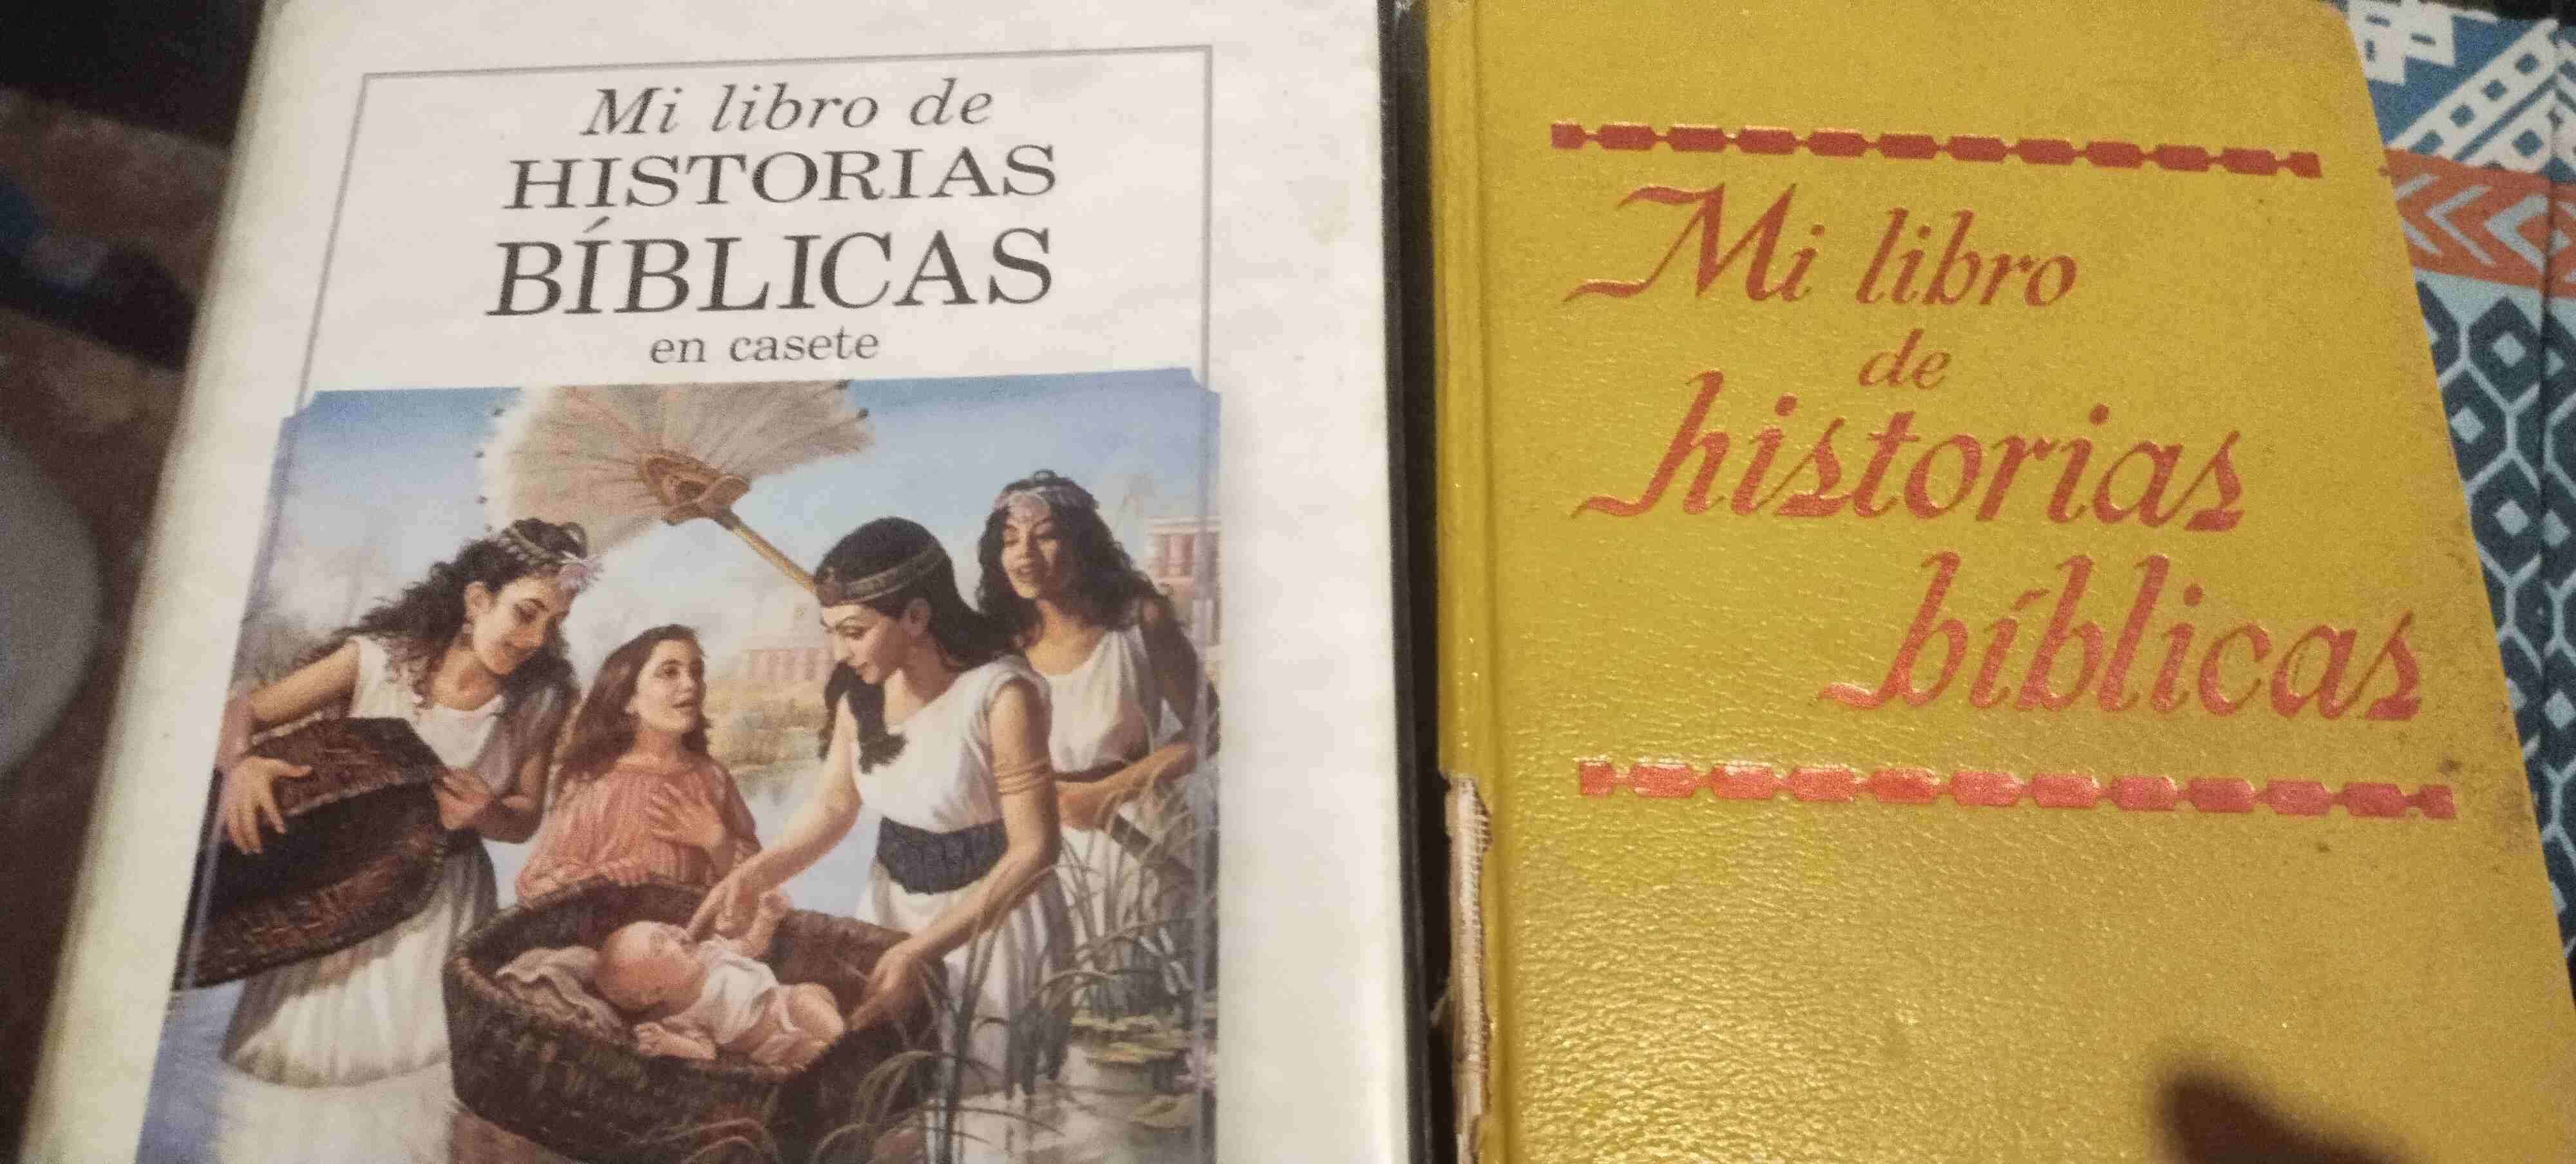 Mi libro de
HISTORIAS
BÍBLICAS
en casete
Mi libro
de
historias
bíblicas